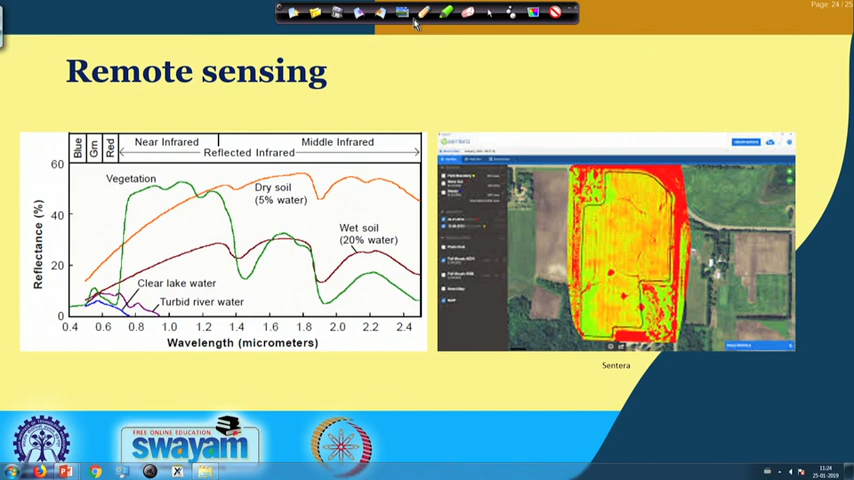 Page: 24 / 25
Remote sensing
Blue
Grn
Red
Near Infrared
Middle Infrared
Reflected Infrared
Vegetation
Dry soil
(5% water)
Wet soil
(20% water)
Clear lake water
Turbid river water
Reflectance (%)
60
40
20
0
0.4 0.6 0.8 1.0 1.2 1.4 1.6 1.8 2.0 2.2 2.4
Wavelength (micrometers)
Sentera
FREE ONLINE EDUCATION
swayam
11:24
25-01-2019